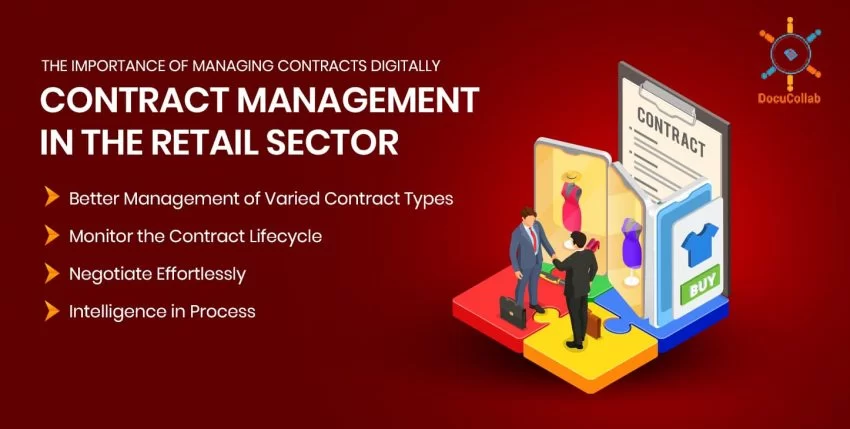 THE IMPORTANCE OF MANAGING CONTRACTS DIGITALLY
CONTRACT MANAGEMENT
IN THE RETAIL SECTOR
Better Management of Varied Contract Types
Monitor the Contract Lifecycle
Negotiate Effortlessly
Intelligence in Process
DocuCollab
CONTRACT
BUY